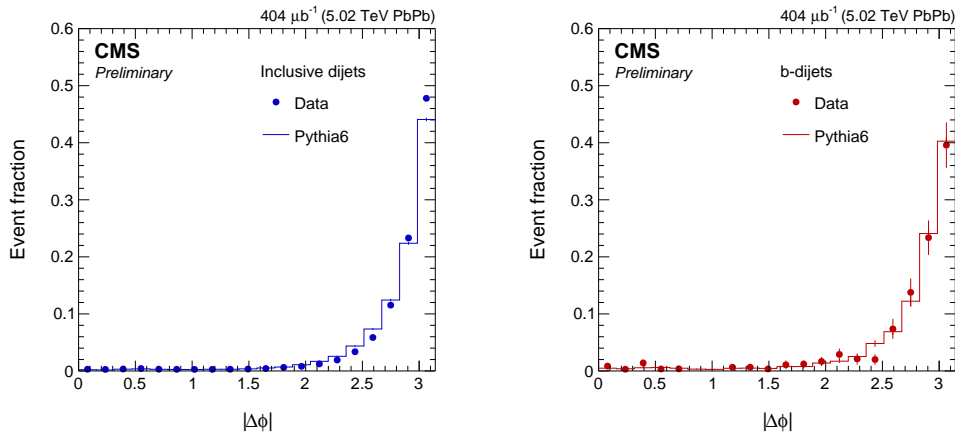 404 μb⁻¹ (5.02 TeV PbPb)
CMS
Preliminary
Inclusive dijets
Data
Pythia6
Event fraction
0.6
0.5
0.4
0.3
0.2
0.1
0
0 0.5 1 1.5 2 2.5 3
|Δϕ|
404 μb⁻¹ (5.02 TeV PbPb)
CMS
Preliminary
b-dijets
Data
Pythia6
Event fraction
0.6
0.5
0.4
0.3
0.2
0.1
0
0 0.5 1 1.5 2 2.5 3
|Δϕ|